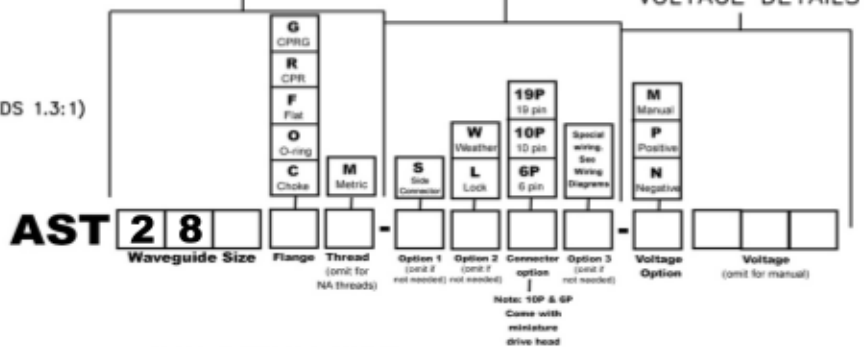 VOLTAGE DETAILS
G
CPRG
R
CPR
F
Flat
O
O-ring
C
Choke
DS 1.3:1)
M
Metric
S
Side
Connector
W
Weather
L
Lock
19P
19 pin
10P
10 pin
6P
6 pin
Special
wiring.
See
Wiring
Diagrams
M
Manual
P
Positive
N
Negative
AST 2 8 - -
Waveguide Size
Flange
Thread
(omit for
NA threads)
Option 1
(omit if
not needed)
Option 2
(omit if
not needed)
Connector
option
Note: 10P & 6P
Come with
miniature
drive head
Option 3
(omit if
not needed)
Voltage
Option
Voltage
(omit for manual)